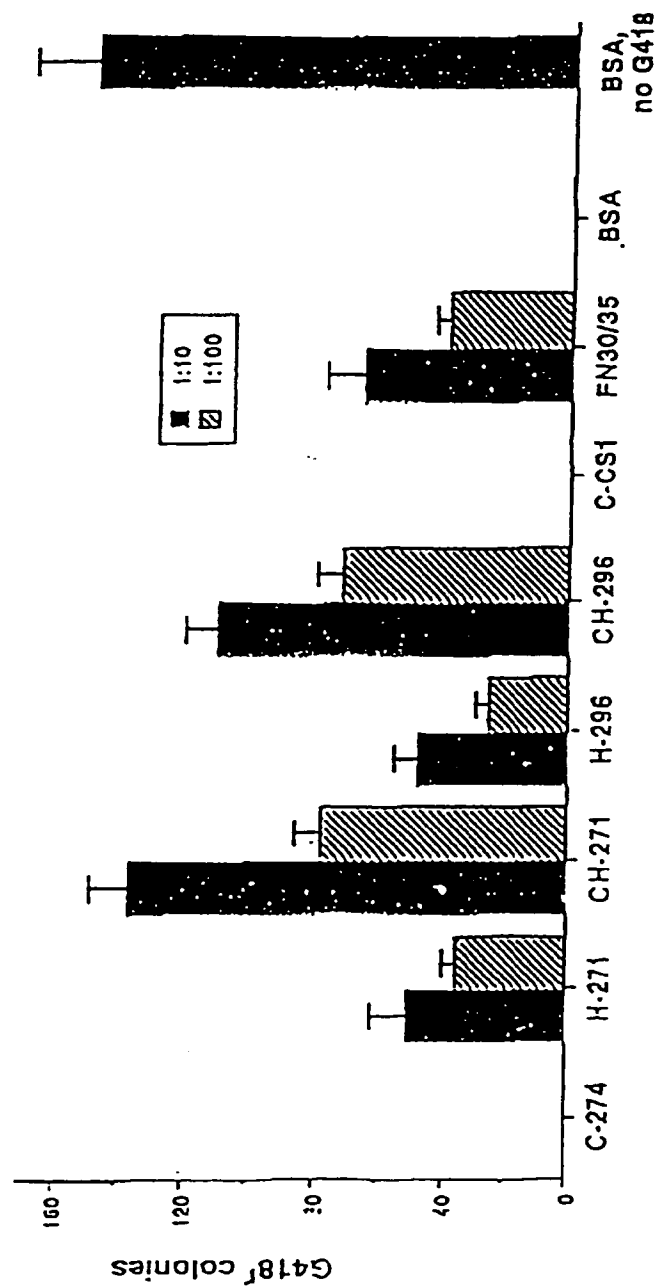 G418r colonies
160
120
80
40
0
1:10
1:100
C-274
H-271
CH-271
H-296
CH-296
C-CS1
FN30/35
BSA
BSA,
no G418